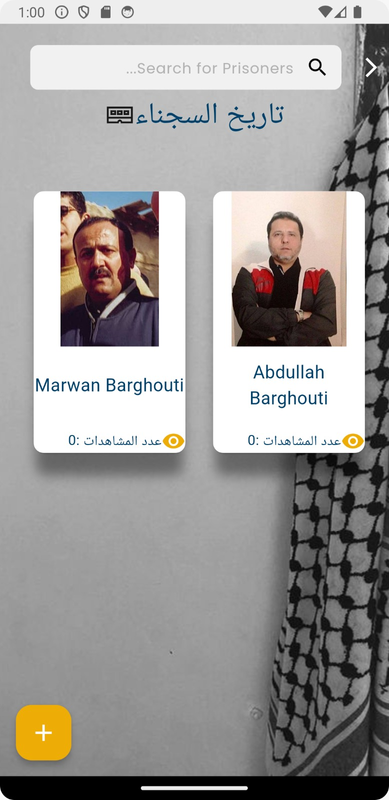 1:00
...Search for Prisoners
تاريخ السجناء
Marwan Barghouti
عدد المشاهدات :0
Abdullah
Barghouti
عدد المشاهدات :0